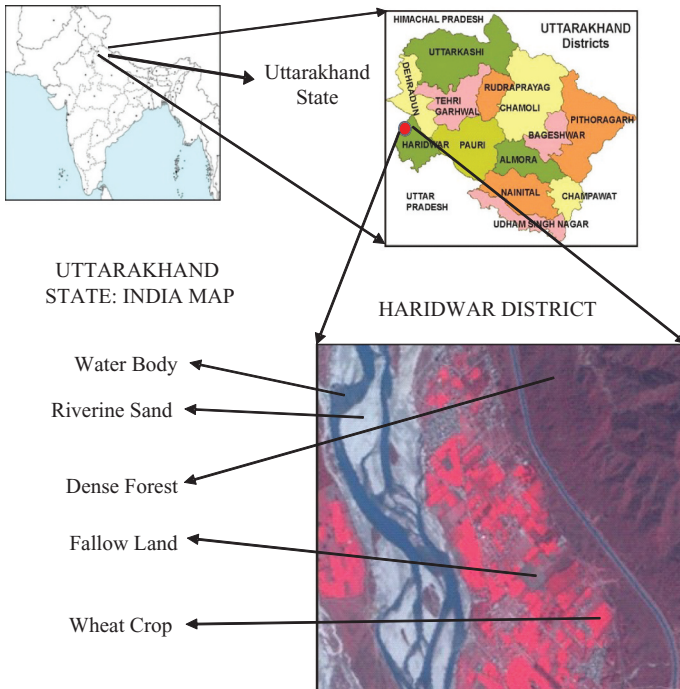 HIMACHAL PRADESH
UTTARAKHAND
Districts
UTTARKASHI
DEHRADUN
RUDRAPRAYAG
TEHRI
GARHWAL
CHAMOLI
PITHORAGARH
BAGESHWAR
HARIDWAR
PAURI
ALMORA
NAINITAL
CHAMPAWAT
UTTAR
PRADESH
UDHAM SINGH NAGAR
Uttarakhand
State
UTTARAKHAND
STATE: INDIA MAP
HARIDWAR DISTRICT
Water Body
Riverine Sand
Dense Forest
Fallow Land
Wheat Crop